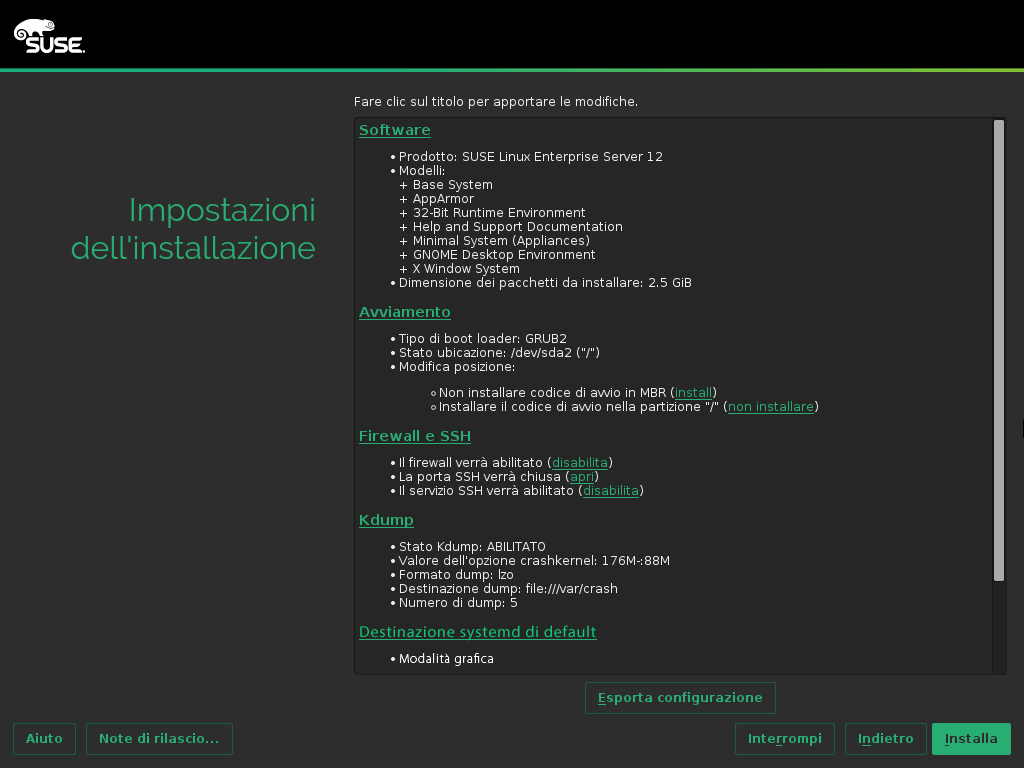 SUSE.
Fare clic sul titolo per apportare le modifiche.
Impostazioni
dell'installazione
Software
• Prodotto: SUSE Linux Enterprise Server 12
• Modelli:
+ Base System
+ AppArmor
+ 32-Bit Runtime Environment
+ Help and Support Documentation
+ Minimal System (Appliances)
+ GNOME Desktop Environment
+ X Window System
• Dimensione dei pacchetti da installare: 2.5 GiB
Avviamento
• Tipo di boot loader: GRUB2
• Stato ubicazione: /dev/sda2 ("/")
• Modifica posizione:
◦ Non installare codice di avvio in MBR (install)
◦ Installare il codice di avvio nella partizione "/" (non installare)
Firewall e SSH
• Il firewall verrà abilitato (disabilita)
• La porta SSH verrà chiusa (apri)
• Il servizio SSH verrà abilitato (disabilita)
Kdump
• Stato Kdump: ABILITATO
• Valore dell'opzione crashkernel: 176M-:88M
• Formato dump: lzo
• Destinazione dump: file:///var/crash
• Numero di dump: 5
Destinazione systemd di default
• Modalità grafica
Esporta configurazione
Aiuto
Note di rilascio...
Interrompi
Indietro
Installa